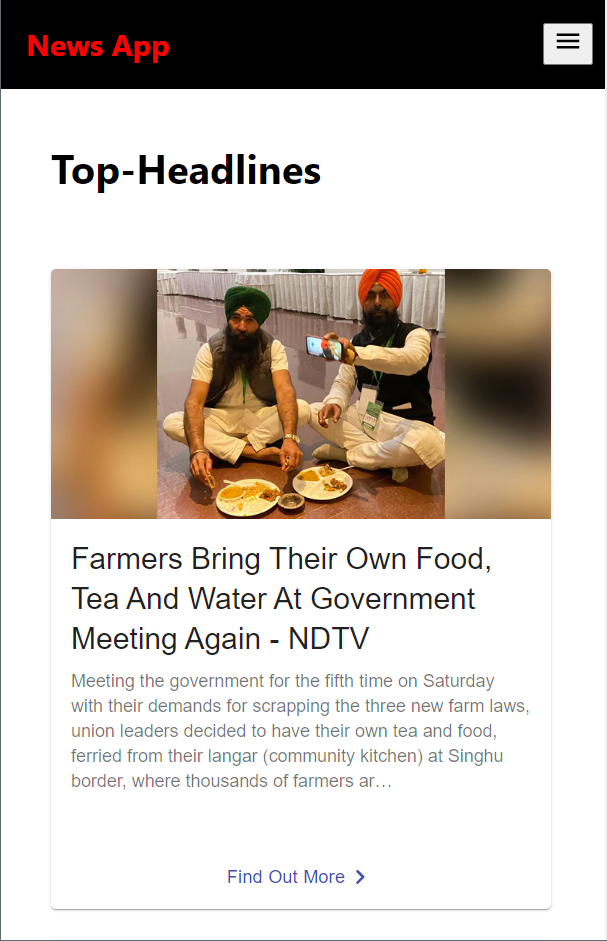 News App
Top-Headlines
Farmers Bring Their Own Food,
Tea And Water At Government
Meeting Again - NDTV
Meeting the government for the fifth time on Saturday
with their demands for scrapping the three new farm laws,
union leaders decided to have their own tea and food,
ferried from their langar (community kitchen) at Singhu
border, where thousands of farmers ar…
Find Out More